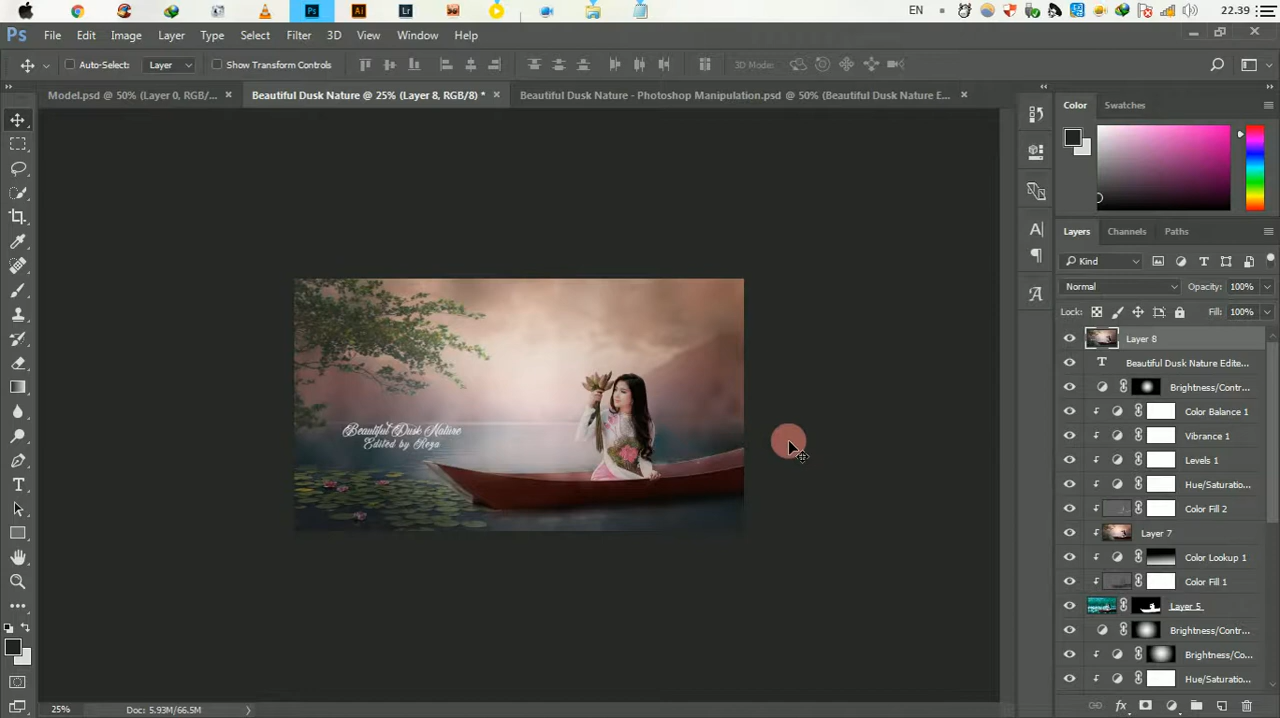 EN
22.39
Ps
File Edit Image Layer Type Select Filter 3D View Window Help
Auto-Select: Layer Show Transform Controls 3D Mode:
Model.psd @ 50% (Layer 0, RGB/... × Beautiful Dusk Nature @ 25% (Layer 8, RGB/8) * × Beautiful Dusk Nature - Photoshop Manipulation.psd @ 50% (Beautiful Dusk Nature E... ×
Color Swatches
Layers Channels Paths
Kind
Normal Opacity: 100%
Lock: Fill: 100%
Layer 8
Beautiful Dusk Nature Edite...
Brightness/Contr...
Color Balance 1
Vibrance 1
Levels 1
Hue/Saturatio...
Color Fill 2
Layer 7
Color Lookup 1
Color Fill 1
Layer 5
Brightness/Contr...
Brightness/Co...
Hue/Saturatio...
Beautiful Dusk Nature
Edited by Reza
25% Doc: 5.93M/66.5M